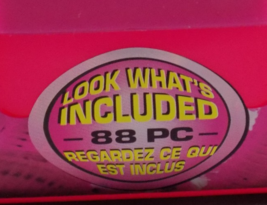 LOOK WHAT'S
INCLUDED
- 88 PC -
REGARDEZ CE QUI
EST INCLUS